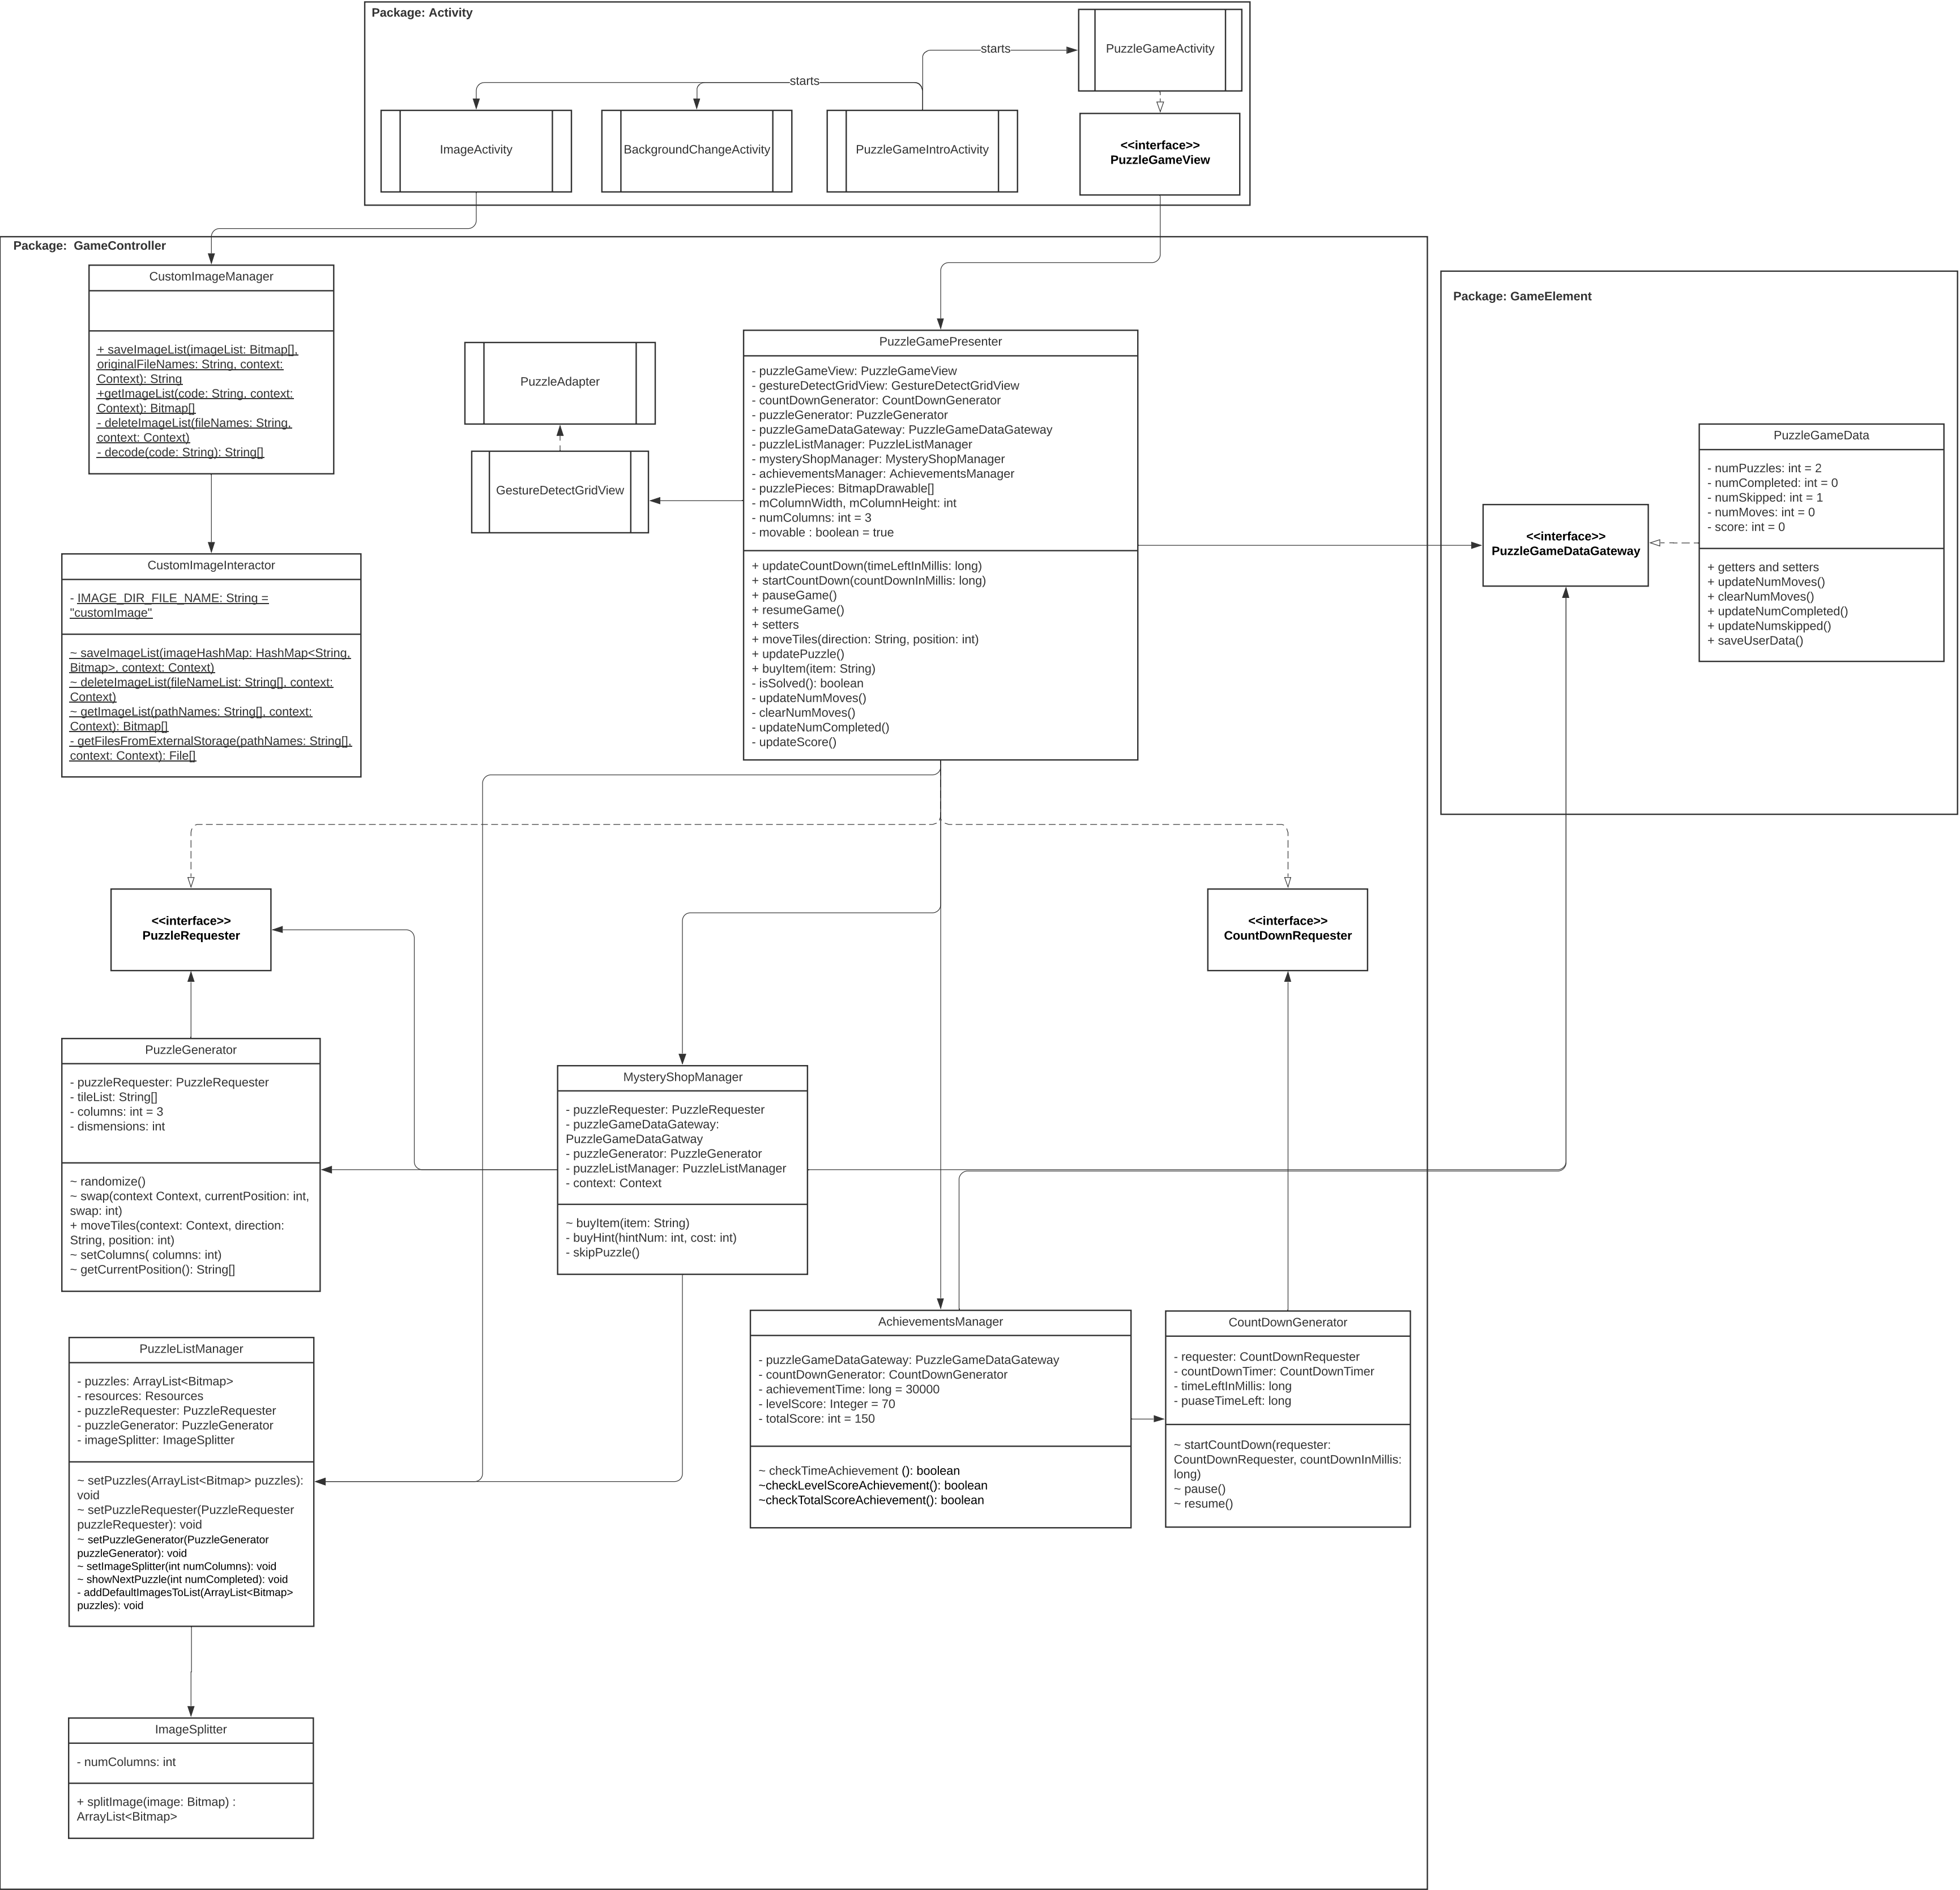 Package: Activity
starts
PuzzleGameActivity
starts
ImageActivity
BackgroundChangeActivity
PuzzleGameIntroActivity
<<interface>>
PuzzleGameView
Package:  GameController
CustomImageManager
+ saveImageList(imageList: Bitmap[],
originalFileNames: String, context:
Context): String
+getImageList(code: String, context:
Context): Bitmap[]
- deleteImageList(fileNames: String,
context: Context)
- decode(code: String): String[]
PuzzleAdapter
GestureDetectGridView
PuzzleGamePresenter
- puzzleGameView: PuzzleGameView
- gestureDetectGridView: GestureDetectGridView
- countDownGenerator: CountDownGenerator
- puzzleGenerator: PuzzleGenerator
- puzzleGameDataGateway: PuzzleGameDataGateway
- puzzleListManager: PuzzleListManager
- mysteryShopManager: MysteryShopManager
- achievementsManager: AchievementsManager
- puzzlePieces: BitmapDrawable[]
- mColumnWidth, mColumnHeight: int
- numColumns: int = 3
- movable : boolean = true
+ updateCountDown(timeLeftInMillis: long)
+ startCountDown(countDownInMillis: long)
+ pauseGame()
+ resumeGame()
+ setters
+ moveTiles(direction: String, position: int)
+ updatePuzzle()
+ buyItem(item: String)
- isSolved(): boolean
- updateNumMoves()
- clearNumMoves()
- updateNumCompleted()
- updateScore()
Package: GameElement
<<interface>>
PuzzleGameDataGateway
PuzzleGameData
- numPuzzles: int = 2
- numCompleted: int = 0
- numSkipped: int = 1
- numMoves: int = 0
- score: int = 0
+ getters and setters
+ updateNumMoves()
+ clearNumMoves()
+ updateNumCompleted()
+ updateNumskipped()
+ saveUserData()
CustomImageInteractor
- IMAGE_DIR_FILE_NAME: String =
"customImage"
~ saveImageList(imageHashMap: HashMap<String,
Bitmap>, context: Context)
~ deleteImageList(fileNameList: String[], context:
Context)
~ getImageList(pathNames: String[], context:
Context): Bitmap[]
- getFilesFromExternalStorage(pathNames: String[],
context: Context): File[]
<<interface>>
PuzzleRequester
<<interface>>
CountDownRequester
PuzzleGenerator
- puzzleRequester: PuzzleRequester
- tileList: String[]
- columns: int = 3
- dismensions: int
~ randomize()
~ swap(context Context, currentPosition: int,
swap: int)
+ moveTiles(context: Context, direction:
String, position: int)
~ setColumns( columns: int)
~ getCurrentPosition(): String[]
MysteryShopManager
- puzzleRequester: PuzzleRequester
- puzzleGameDataGateway:
PuzzleGameDataGatway
- puzzleGenerator: PuzzleGenerator
- puzzleListManager: PuzzleListManager
- context: Context
~ buyItem(item: String)
- buyHint(hintNum: int, cost: int)
- skipPuzzle()
AchievementsManager
- puzzleGameDataGateway: PuzzleGameDataGateway
- countDownGenerator: CountDownGenerator
- achievementTime: long = 30000
- levelScore: Integer = 70
- totalScore: int = 150
~ checkTimeAchievement (): boolean
~checkLevelScoreAchievement(): boolean
~checkTotalScoreAchievement(): boolean
CountDownGenerator
- requester: CountDownRequester
- countDownTimer: CountDownTimer
- timeLeftInMillis: long
- puaseTimeLeft: long
~ startCountDown(requester:
CountDownRequester, countDownInMillis:
long)
~ pause()
~ resume()
PuzzleListManager
- puzzles: ArrayList<Bitmap>
- resources: Resources
- puzzleRequester: PuzzleRequester
- puzzleGenerator: PuzzleGenerator
- imageSplitter: ImageSplitter
~ setPuzzles(ArrayList<Bitmap> puzzles):
void
~ setPuzzleRequester(PuzzleRequester
puzzleRequester): void
~ setPuzzleGenerator(PuzzleGenerator
puzzleGenerator): void
~ setImageSplitter(int numColumns): void
~ showNextPuzzle(int numCompleted): void
- addDefaultImagesToList(ArrayList<Bitmap>
puzzles): void
ImageSplitter
- numColumns: int
+ splitImage(image: Bitmap) :
ArrayList<Bitmap>